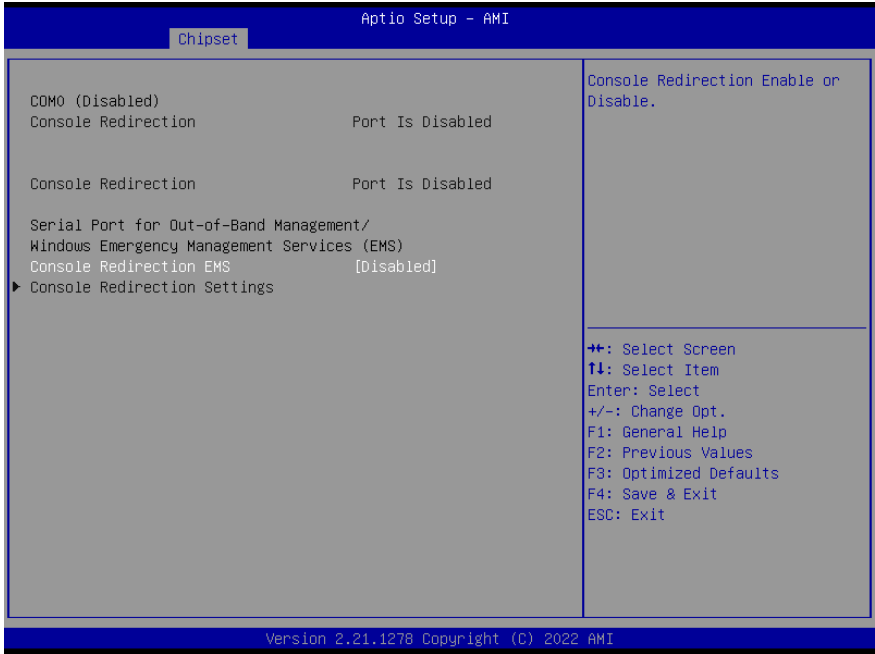 Aptio Setup – AMI
Chipset
COM0 (Disabled)
Console Redirection Port Is Disabled
Console Redirection Port Is Disabled
Serial Port for Out-of-Band Management/
Windows Emergency Management Services (EMS)
Console Redirection EMS [Disabled]
Console Redirection Settings
Console Redirection Enable or
Disable.
→←: Select Screen
↑↓: Select Item
Enter: Select
+/-: Change Opt.
F1: General Help
F2: Previous Values
F3: Optimized Defaults
F4: Save & Exit
ESC: Exit
Version 2.21.1278 Copyright (C) 2022 AMI